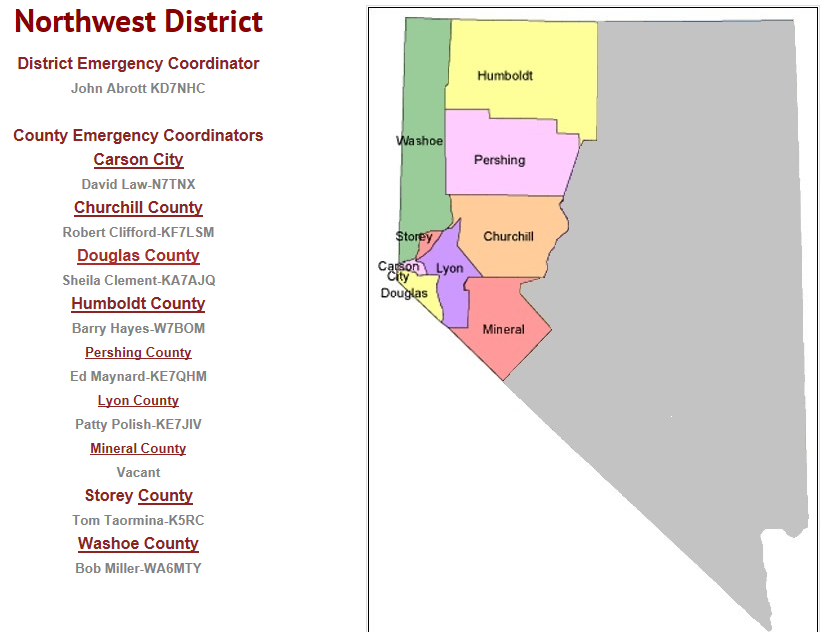 Northwest District
District Emergency Coordinator
John Abrott KD7NHC
County Emergency Coordinators
Carson City
David Law-N7TNX
Churchill County
Robert Clifford-KF7LSM
Douglas County
Sheila Clement-KA7AJQ
Humboldt County
Barry Hayes-W7BOM
Pershing County
Ed Maynard-KE7QHM
Lyon County
Patty Polish-KE7JIV
Mineral County
Vacant
Storey County
Tom Taormina-K5RC
Washoe County
Bob Miller-WA6MTY
Humboldt
Washoe
Pershing
Storey
Churchill
Carson
City
Lyon
Douglas
Mineral